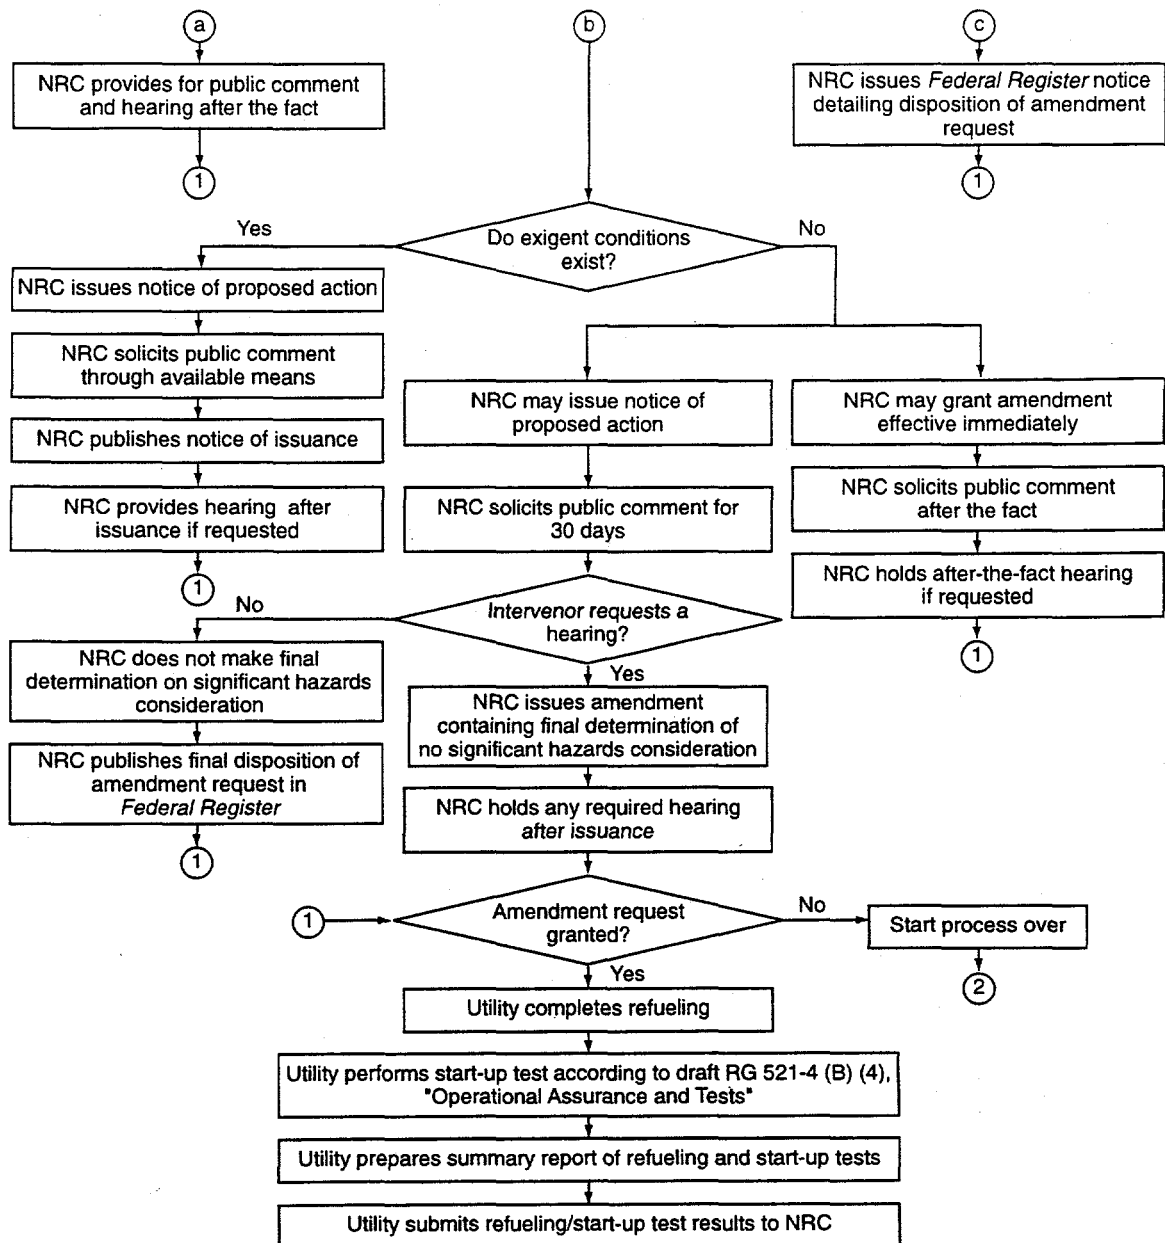 a
b
c
NRC provides for public comment
and hearing after the fact
NRC issues Federal Register notice
detailing disposition of amendment
request
1
1
Do exigent conditions
exist?
Yes
No
NRC issues notice of proposed action
NRC solicits public comment
through available means
NRC publishes notice of issuance
NRC provides hearing after
issuance if requested
1
NRC may issue notice of
proposed action
NRC solicits public comment for
30 days
NRC may grant amendment
effective immediately
NRC solicits public comment
after the fact
NRC holds after-the-fact hearing
if requested
1
Intervenor requests a
hearing?
No
Yes
NRC does not make final
determination on significant hazards
consideration
NRC publishes final disposition of
amendment request in
Federal Register
1
NRC issues amendment
containing final determination of
no significant hazards consideration
NRC holds any required hearing
after issuance
1
Amendment request
granted?
No
Start process over
2
Yes
Utility completes refueling
Utility performs start-up test according to draft RG 521-4 (B) (4),
"Operational Assurance and Tests"
Utility prepares summary report of refueling and start-up tests
Utility submits refueling/start-up test results to NRC